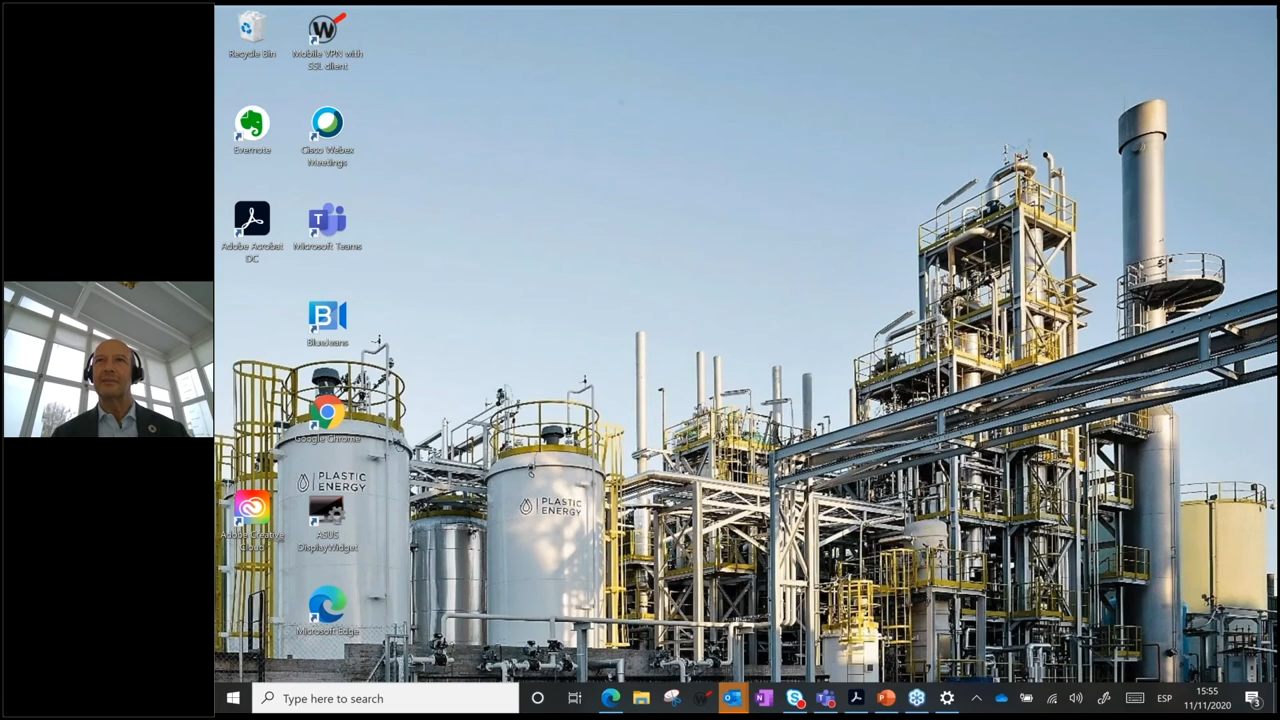 Recycle Bin
Mobile VPN with
SSL client
Evernote
Cisco Webex
Meetings
Adobe Acrobat
DC
Microsoft Teams
BlueJeans
Google Chrome
PLASTIC
ENERGY
PLASTIC
ENERGY
Adobe Creative
Cloud
ASUS
DisplayWidget
Microsoft Edge
Type here to search
ESP
15:55
11/11/2020
3